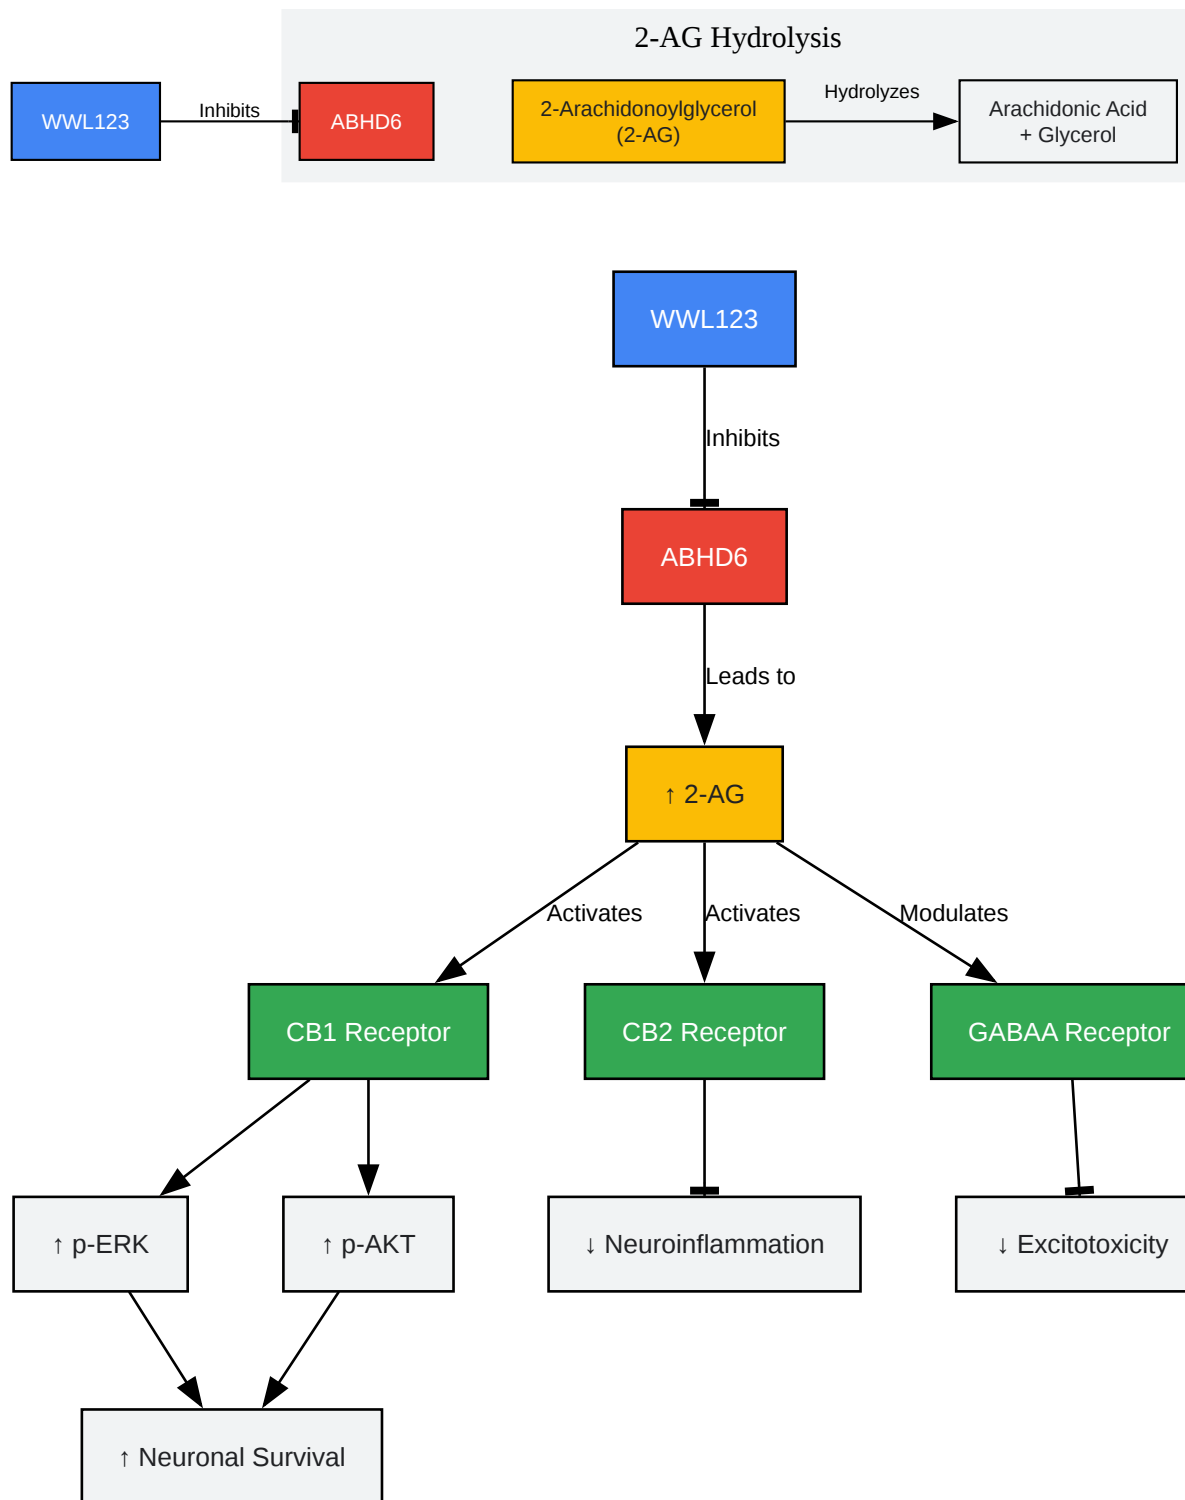 2-AG Hydrolysis
WWL123
Inhibits
ABHD6
2-Arachidonoylglycerol
(2-AG)
Hydrolyzes
Arachidonic Acid
+ Glycerol
WWL123
Inhibits
ABHD6
Leads to
↑ 2-AG
Activates
Activates
Modulates
CB1 Receptor
CB2 Receptor
GABAA Receptor
↑ p-ERK
↑ p-AKT
↓ Neuroinflammation
↓ Excitotoxicity
↑ Neuronal Survival